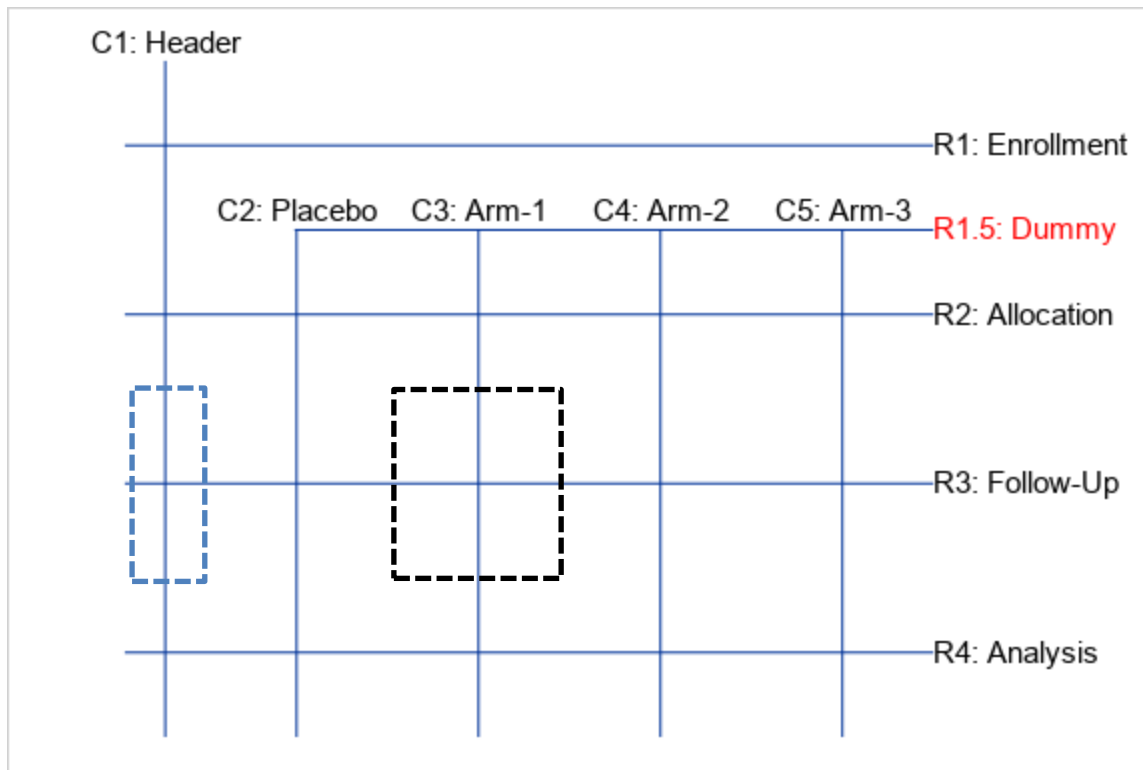 C1: Header
R1: Enrollment
C2: Placebo C3: Arm-1 C4: Arm-2 C5: Arm-3
R1.5: Dummy
R2: Allocation
R3: Follow-Up
R4: Analysis